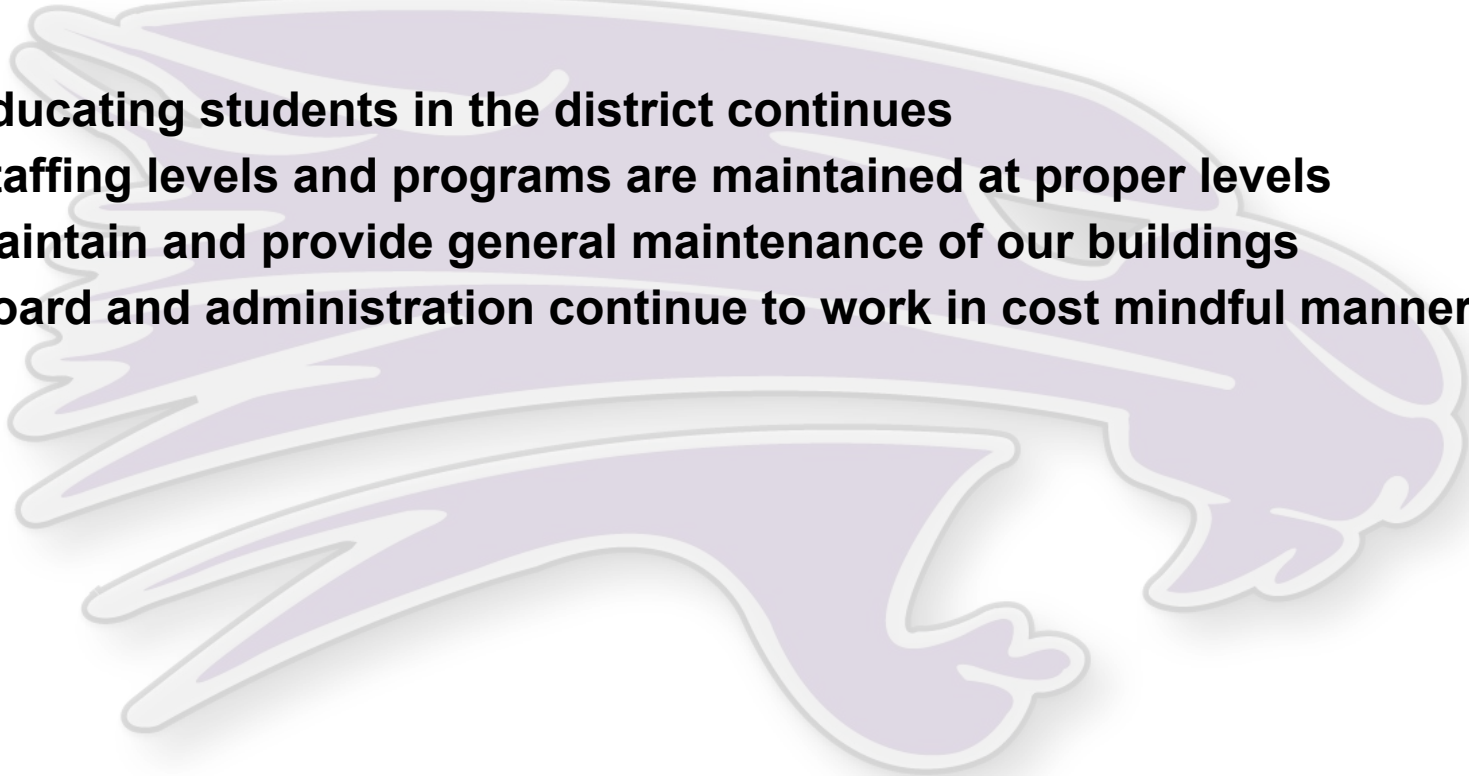 ducating students in the district continues
taffing levels and programs are maintained at proper levels
aintain and provide general maintenance of our buildings
oard and administration continue to work in cost mindful manner